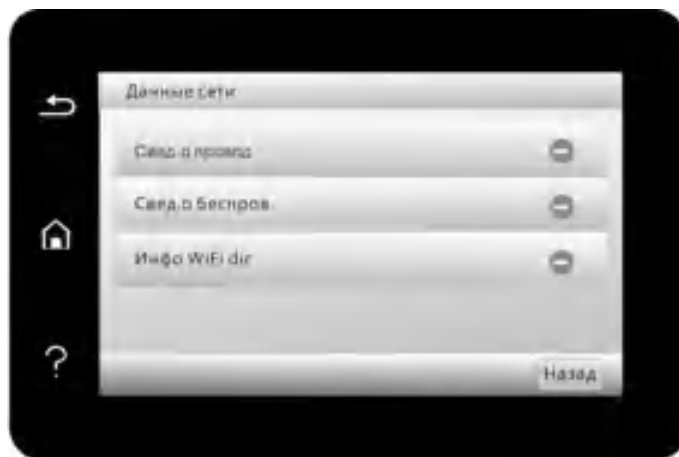 Данные сети
Свед.о провод.
Свед.о беспров.
Инфо WiFi dir
Назад
?